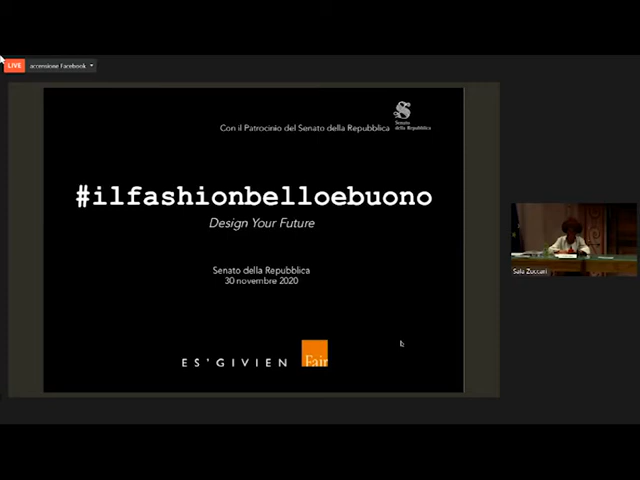 LIVE accensione Facebook
Con il Patrocinio del Senato della Repubblica
Senato
della Repubblica
#ilfashionbelloebuono
Design Your Future
Sala Zuccari
Senato della Repubblica
30 novembre 2020
ES'GIVIEN Fair